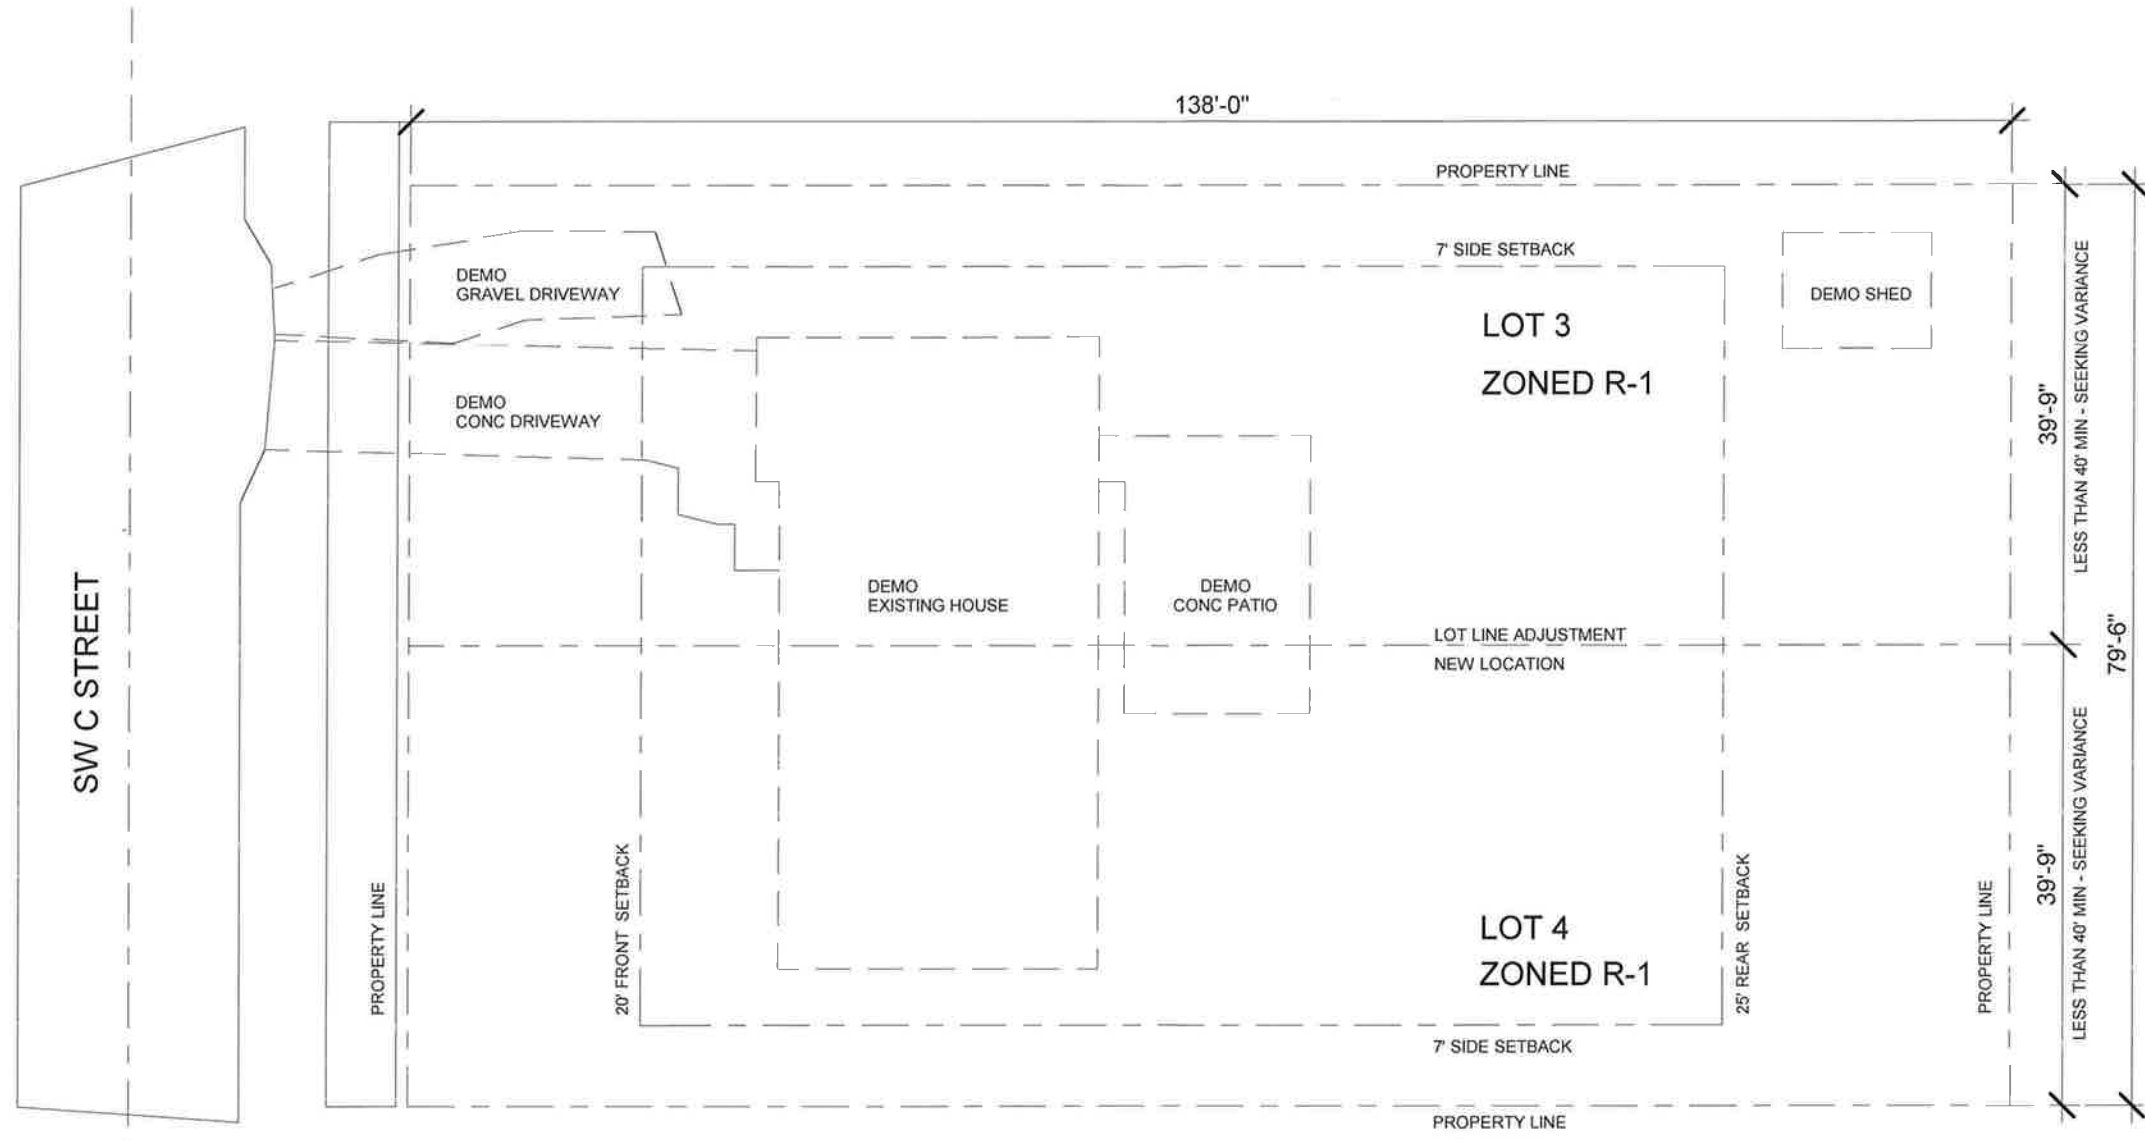 138'-0"
PROPERTY LINE
7' SIDE SETBACK
DEMO
GRAVEL DRIVEWAY
DEMO SHED
LOT 3
ZONED R-1
39'-9"
LESS THAN 40' MIN - SEEKING VARIANCE
DEMO
CONC DRIVEWAY
DEMO
EXISTING HOUSE
DEMO
CONC PATIO
SW C STREET
LOT LINE ADJUSTMENT
NEW LOCATION
79'-6"
PROPERTY LINE
20' FRONT SETBACK
LOT 4
ZONED R-1
25' REAR SETBACK
PROPERTY LINE
39'-9"
LESS THAN 40' MIN - SEEKING VARIANCE
7' SIDE SETBACK
PROPERTY LINE